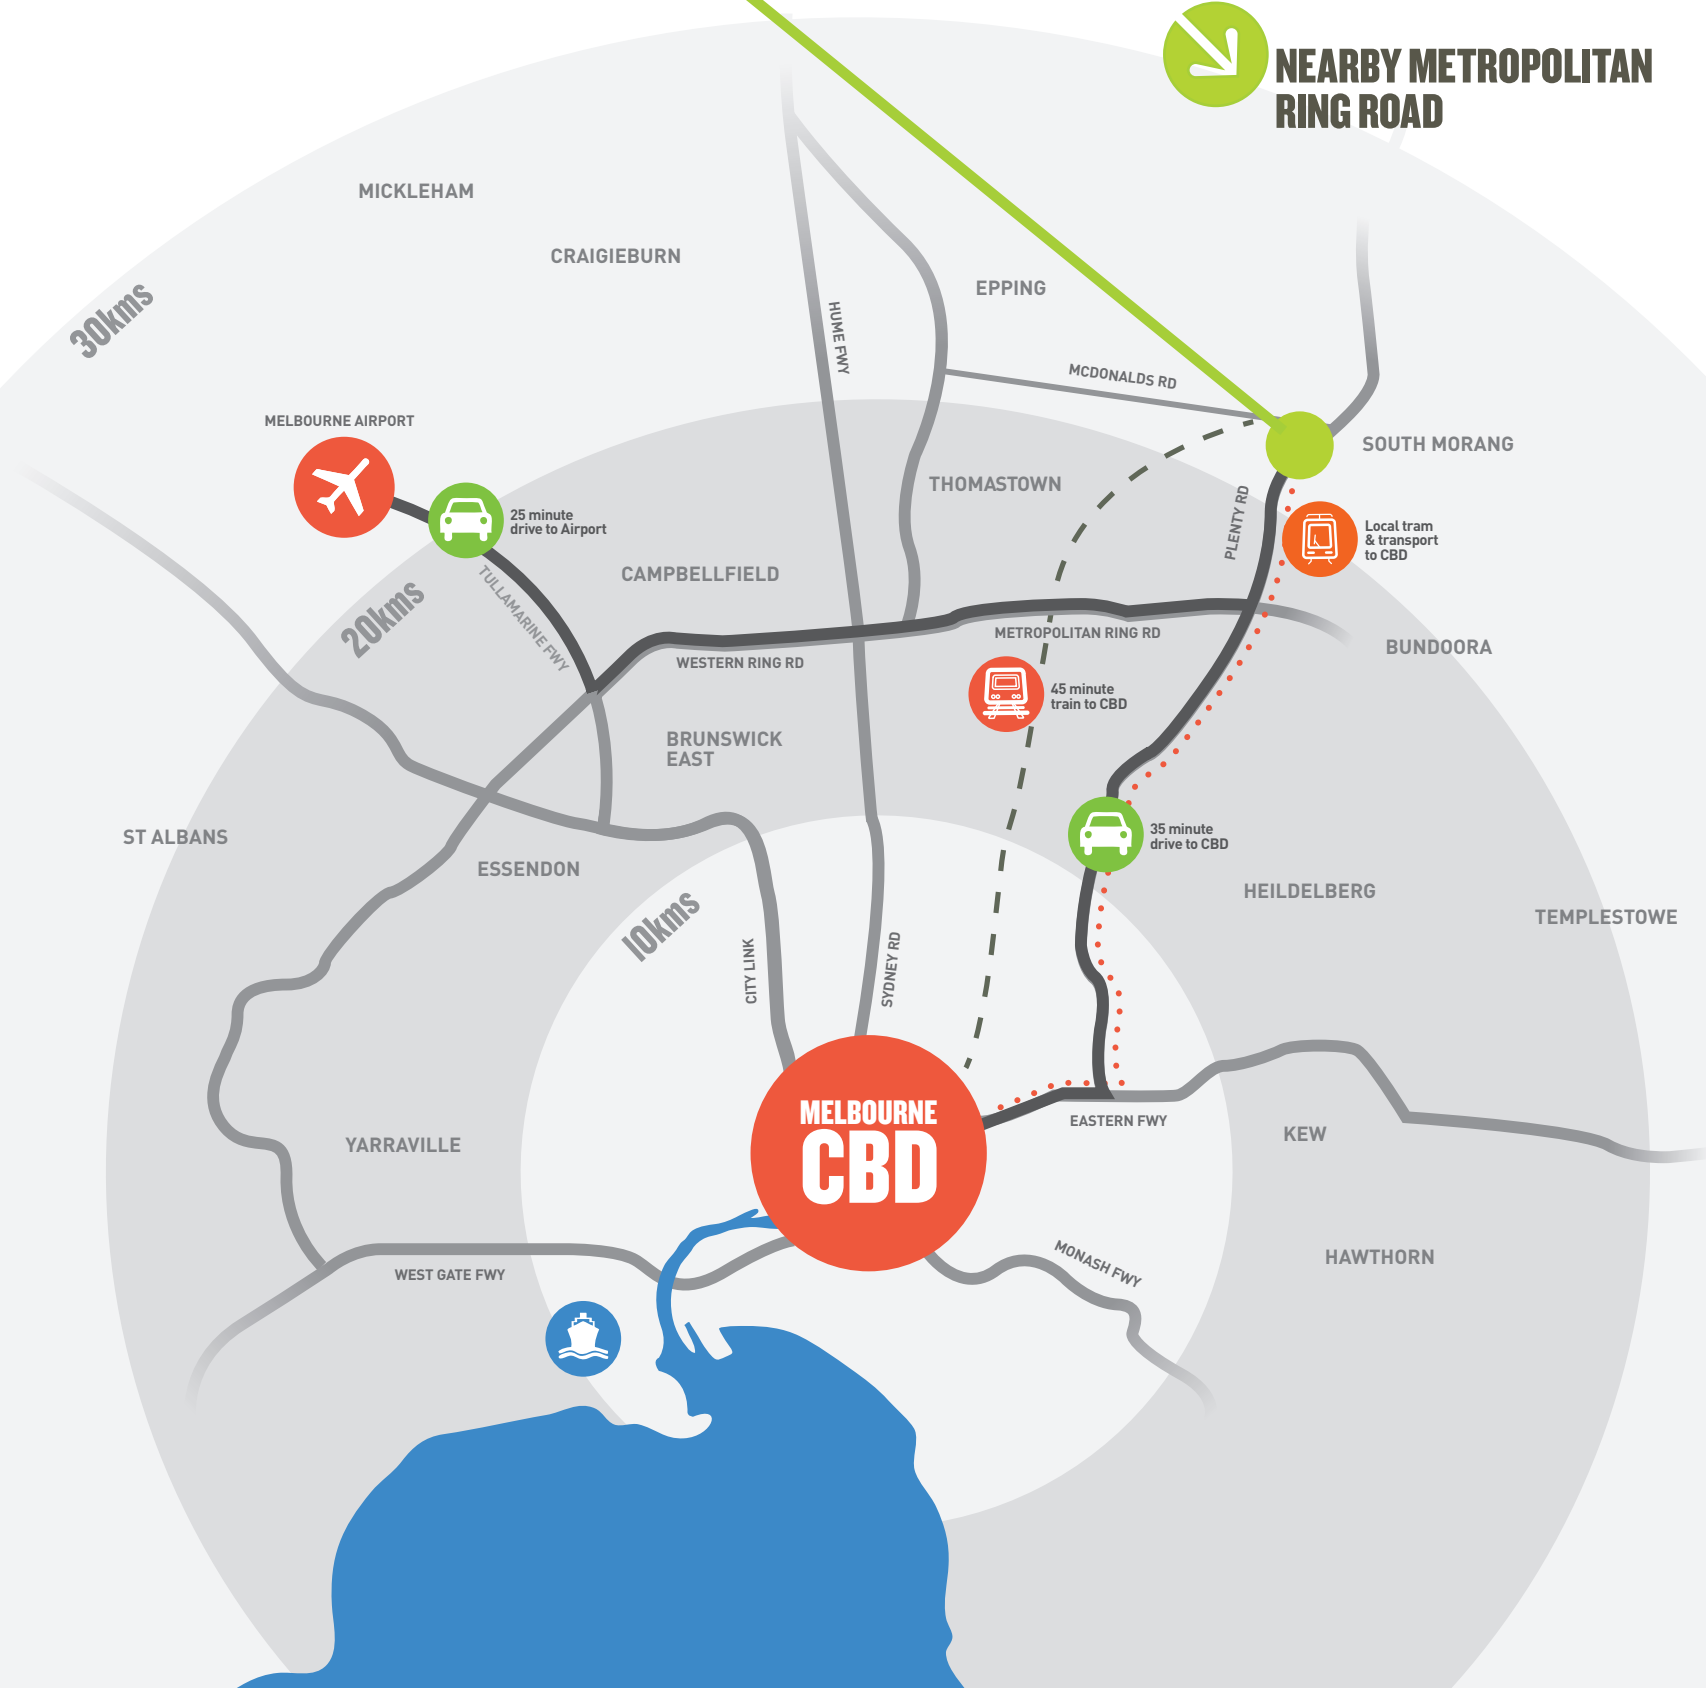 NEARBY METROPOLITAN
RING ROAD
MICKLEHAM
CRAIGIEBURN
EPPING
30kms
HUME FWY
MCDONALDS RD
MELBOURNE AIRPORT
SOUTH MORANG
THOMASTOWN
PLENTY RD
25 minute
drive to Airport
Local tram
& transport
to CBD
CAMPBELLFIELD
TULLAMARINE FWY
20kms
METROPOLITAN RING RD
BUNDOORA
WESTERN RING RD
45 minute
train to CBD
BRUNSWICK
EAST
ST ALBANS
35 minute
drive to CBD
ESSENDON
HEILDELBERG
TEMPLESTOWE
10kms
CITY LINK
SYDNEY RD
MELBOURNE
CBD
EASTERN FWY
KEW
YARRAVILLE
MONASH FWY
HAWTHORN
WEST GATE FWY